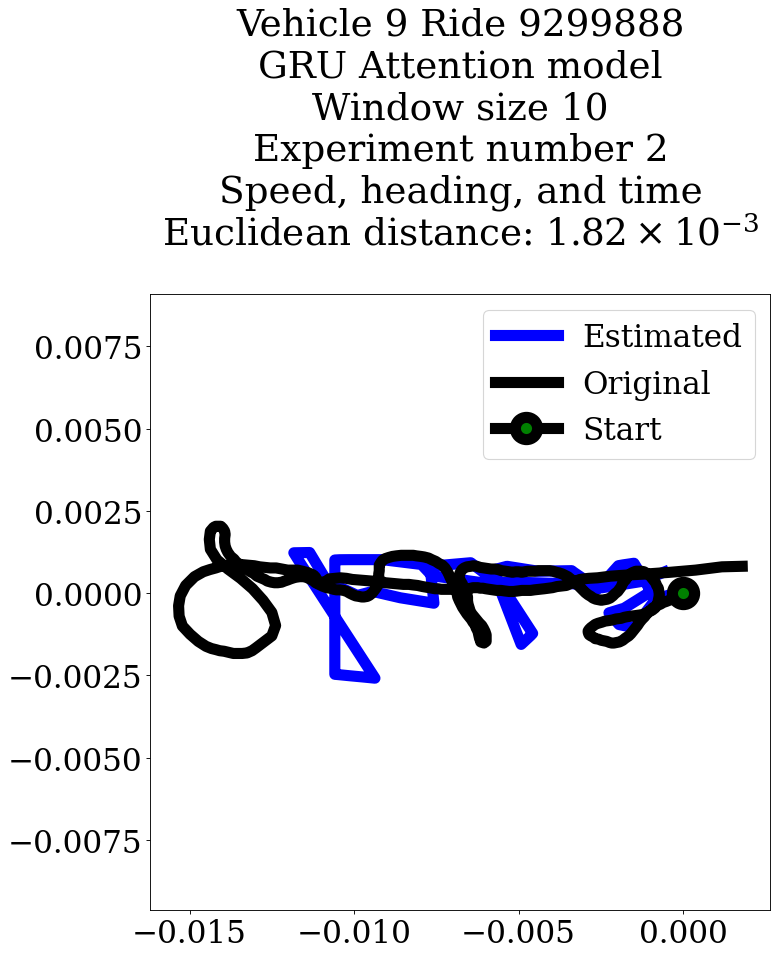 Vehicle 9 Ride 9299888
GRU Attention model
Window size 10
Experiment number 2
Speed, heading, and time
Euclidean distance: 1.82 × 10⁻³
Estimated
Original
Start
0.0075
0.0050
0.0025
0.0000
−0.0025
−0.0050
−0.0075
−0.015 −0.010 −0.005 0.000